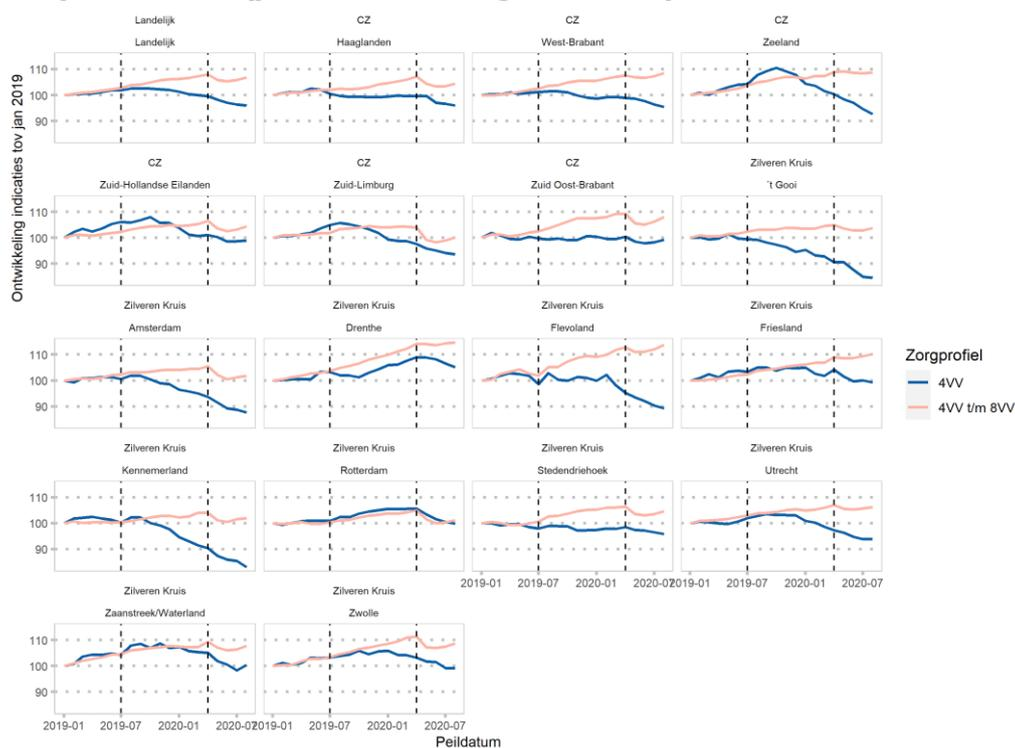 Landelijk
Landelijk
CZ
Haaglanden
CZ
West-Brabant
CZ
Zeeland
110
100
90
CZ
Zuid-Hollandse Eilanden
CZ
Zuid-Limburg
CZ
Zuid Oost-Brabant
Zilveren Kruis
't Gooi
110
100
90
Zilveren Kruis
Amsterdam
Zilveren Kruis
Drenthe
Zilveren Kruis
Flevoland
Zilveren Kruis
Friesland
110
100
90
Zilveren Kruis
Kennemerland
Zilveren Kruis
Rotterdam
Zilveren Kruis
Stedendriehoek
Zilveren Kruis
Utrecht
110
100
90
2019-01 2019-07 2020-01 2020-07
2019-01 2019-07 2020-01 2020-07
Zilveren Kruis
Zaanstreek/Waterland
Zilveren Kruis
Zwolle
110
100
90
2019-01 2019-07 2020-01 2020-07
2019-01 2019-07 2020-01 2020-07
Peildatum
Ontwikkeling indicaties tov jan 2019
Zorgprofiel
4VV
4VV t/m 8VV